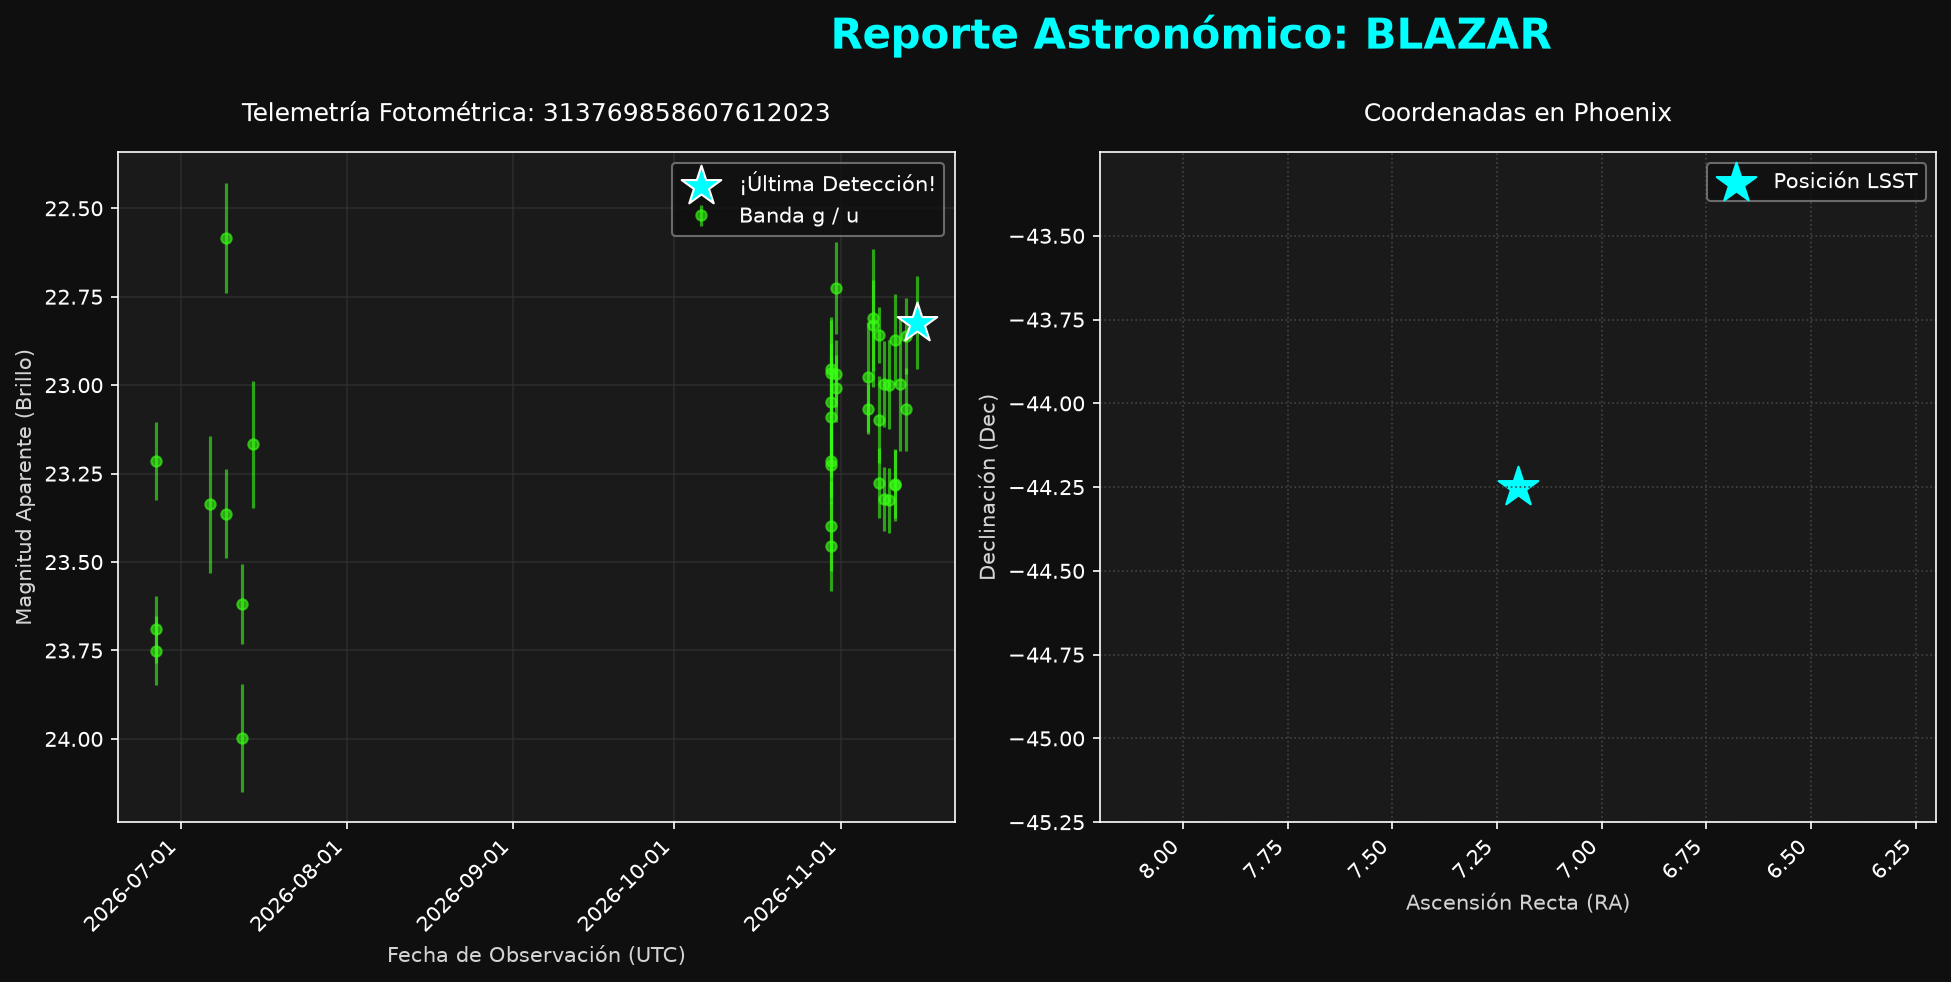 Reporte Astronómico: BLAZAR
Telemetría Fotométrica: 313769858607612023
¡Última Detección!
Banda g / u
Magnitud Aparente (Brillo)
22.50
22.75
23.00
23.25
23.50
23.75
24.00
2026-07-01
2026-08-01
2026-09-01
2026-10-01
2026-11-01
Fecha de Observación (UTC)
Coordenadas en Phoenix
Posición LSST
Declinación (Dec)
−43.50
−43.75
−44.00
−44.25
−44.50
−44.75
−45.00
−45.25
8.00
7.75
7.50
7.25
7.00
6.75
6.50
6.25
Ascensión Recta (RA)